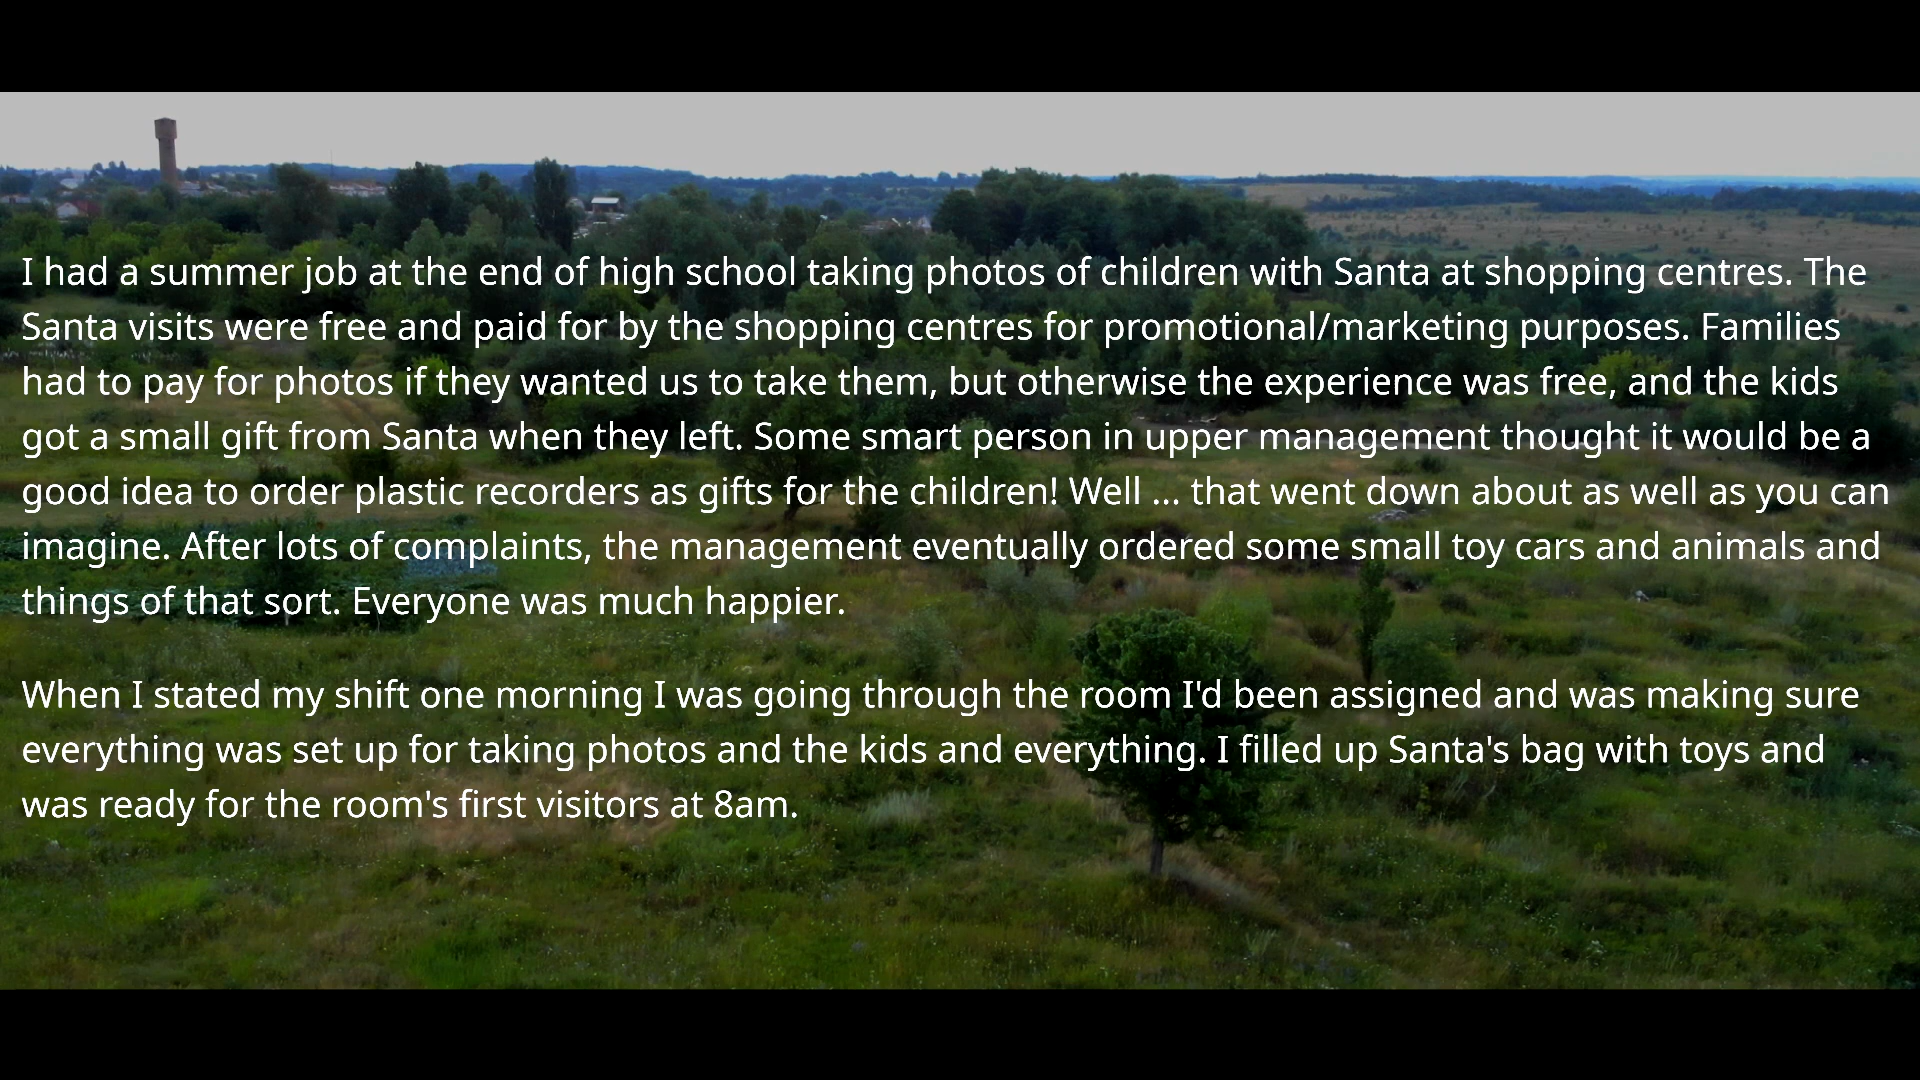 I had a summer job at the end of high school taking photos of children with Santa at shopping centres. The
Santa visits were free and paid for by the shopping centres for promotional/marketing purposes. Families
had to pay for photos if they wanted us to take them, but otherwise the experience was free, and the kids
got a small gift from Santa when they left. Some smart person in upper management thought it would be a
good idea to order plastic recorders as gifts for the children! Well ... that went down about as well as you can
imagine. After lots of complaints, the management eventually ordered some small toy cars and animals and
things of that sort. Everyone was much happier.

When I stated my shift one morning I was going through the room I'd been assigned and was making sure
everything was set up for taking photos and the kids and everything. I filled up Santa's bag with toys and
was ready for the room's first visitors at 8am.